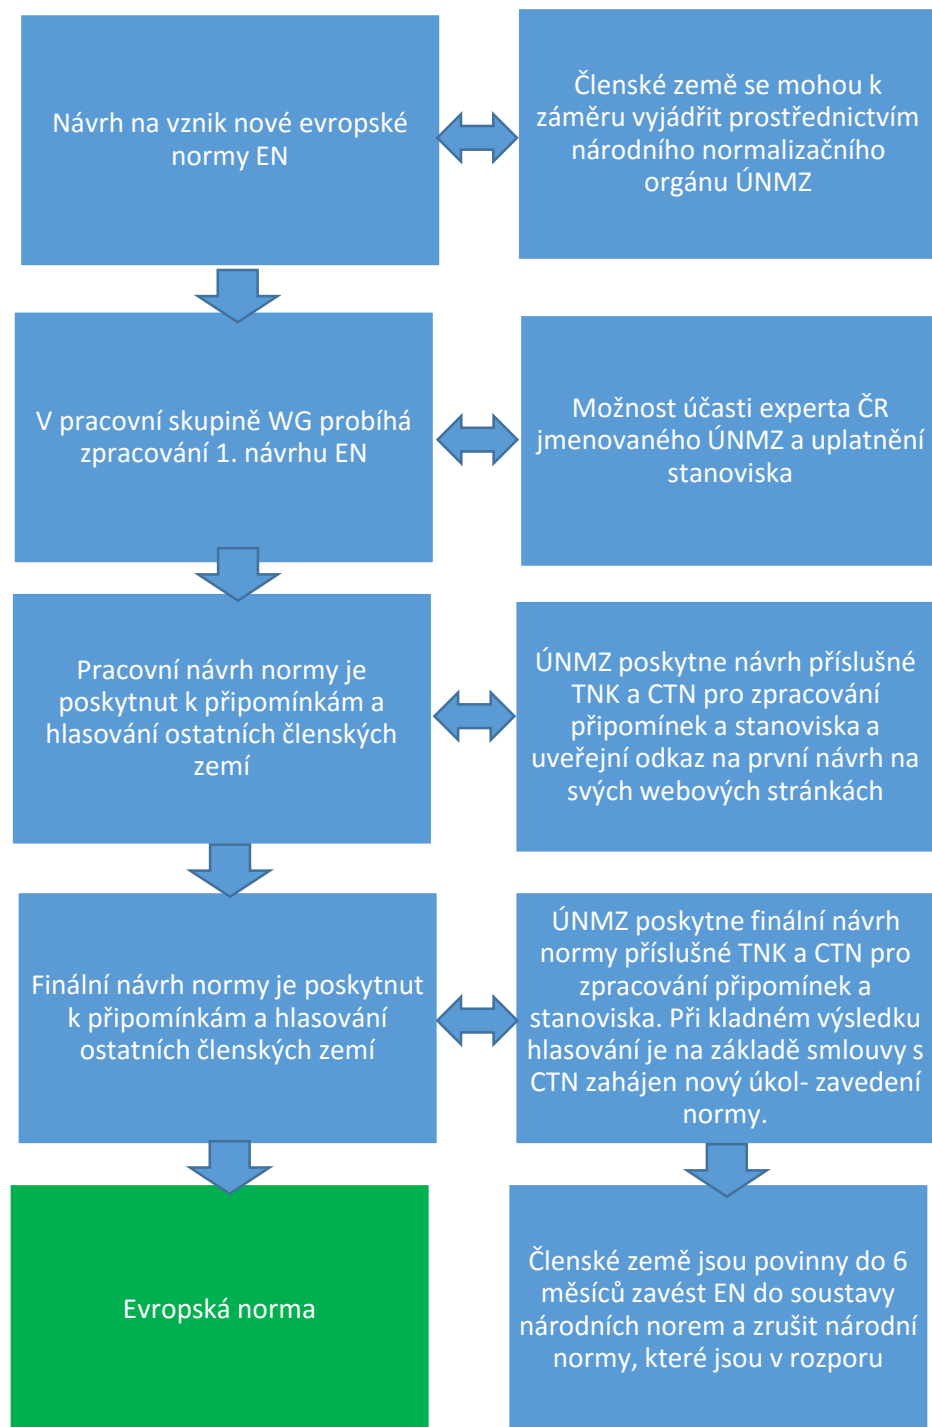 Návrh na vznik nové evropské
normy EN
Členské země se mohou k
záměru vyjádřit prostřednictvím
národního normalizačního
orgánu ÚNMZ
V pracovní skupině WG probíhá
zpracování 1. návrhu EN
Možnost účasti experta ČR
jmenovaného ÚNMZ a uplatnění
stanoviska
Pracovní návrh normy je
poskytnut k připomínkám a
hlasování ostatních členských
zemí
ÚNMZ poskytne návrh příslušné
TNK a CTN pro zpracování
připomínek a stanoviska a
uveřejní odkaz na první návrh na
svých webových stránkách
Finální návrh normy je poskytnut
k připomínkám a hlasování
ostatních členských zemí
ÚNMZ poskytne finální návrh
normy příslušné TNK a CTN pro
zpracování připomínek a
stanoviska. Při kladném výsledku
hlasování je na základě smlouvy s
CTN zahájen nový úkol- zavedení
normy.
Evropská norma
Členské země jsou povinny do 6
měsíců zavést EN do soustavy
národních norem a zrušit národní
normy, které jsou v rozporu